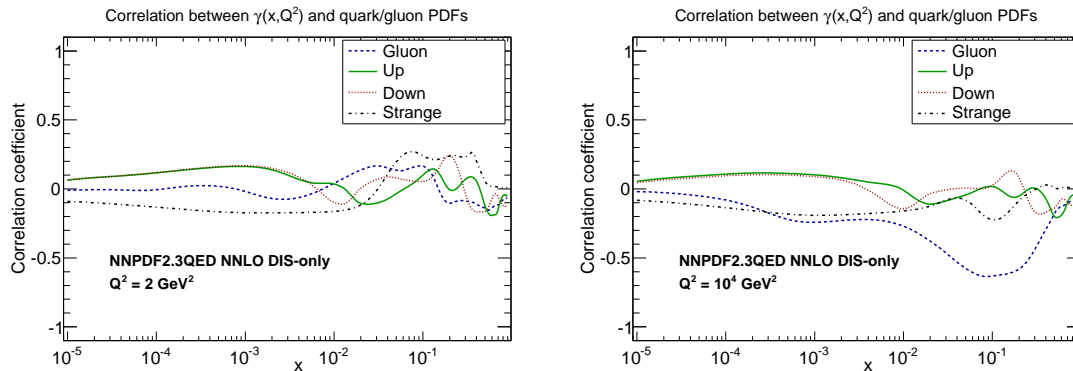 Correlation between γ(x,Q²) and quark/gluon PDFs
Correlation coefficient
1
0.5
0
-0.5
-1
Gluon
Up
Down
Strange
NNPDF2.3QED NNLO DIS-only
Q² = 2 GeV²
10⁻⁵
10⁻⁴
10⁻³
10⁻²
10⁻¹
x
Correlation between γ(x,Q²) and quark/gluon PDFs
Correlation coefficient
1
0.5
0
-0.5
-1
Gluon
Up
Down
Strange
NNPDF2.3QED NNLO DIS-only
Q² = 10⁴ GeV²
10⁻⁵
10⁻⁴
10⁻³
10⁻²
10⁻¹
x